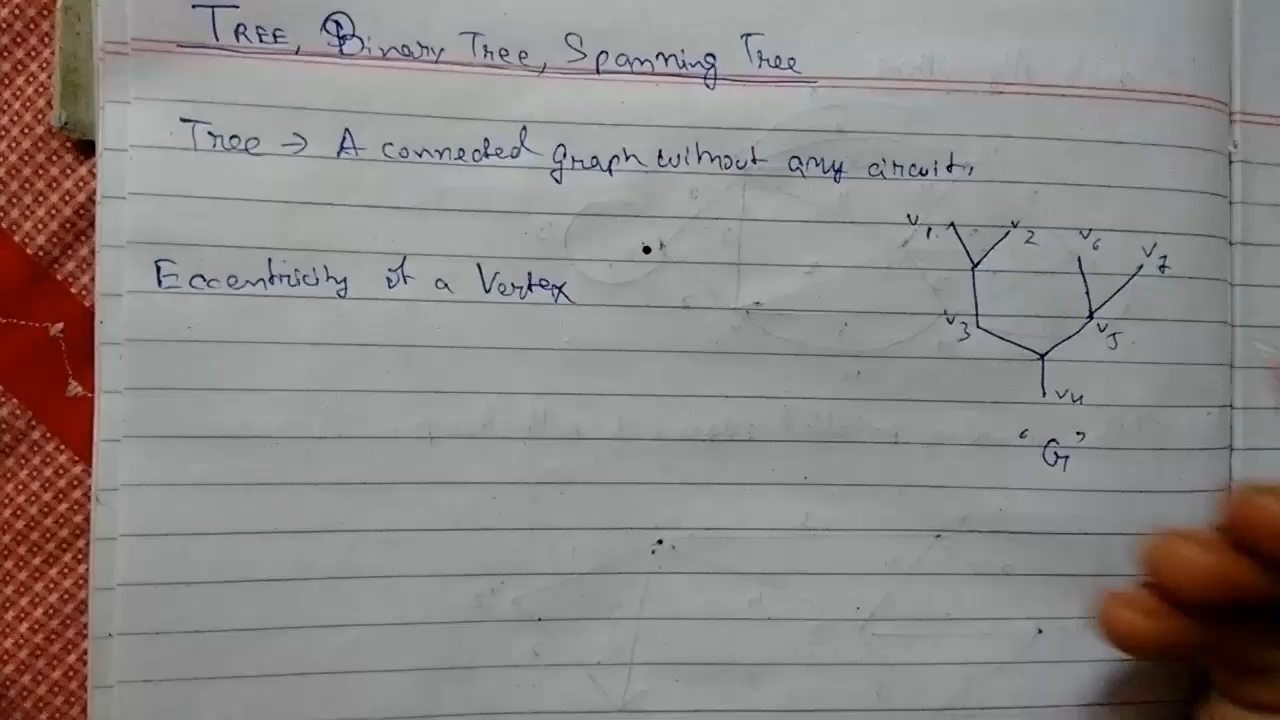 TREE, Binary Tree, Spanning Tree
Tree → A connected graph without any circuit.
V1 V2 V6 V7
Eccentricity of a Vertex
V3 V5
V4
"G"